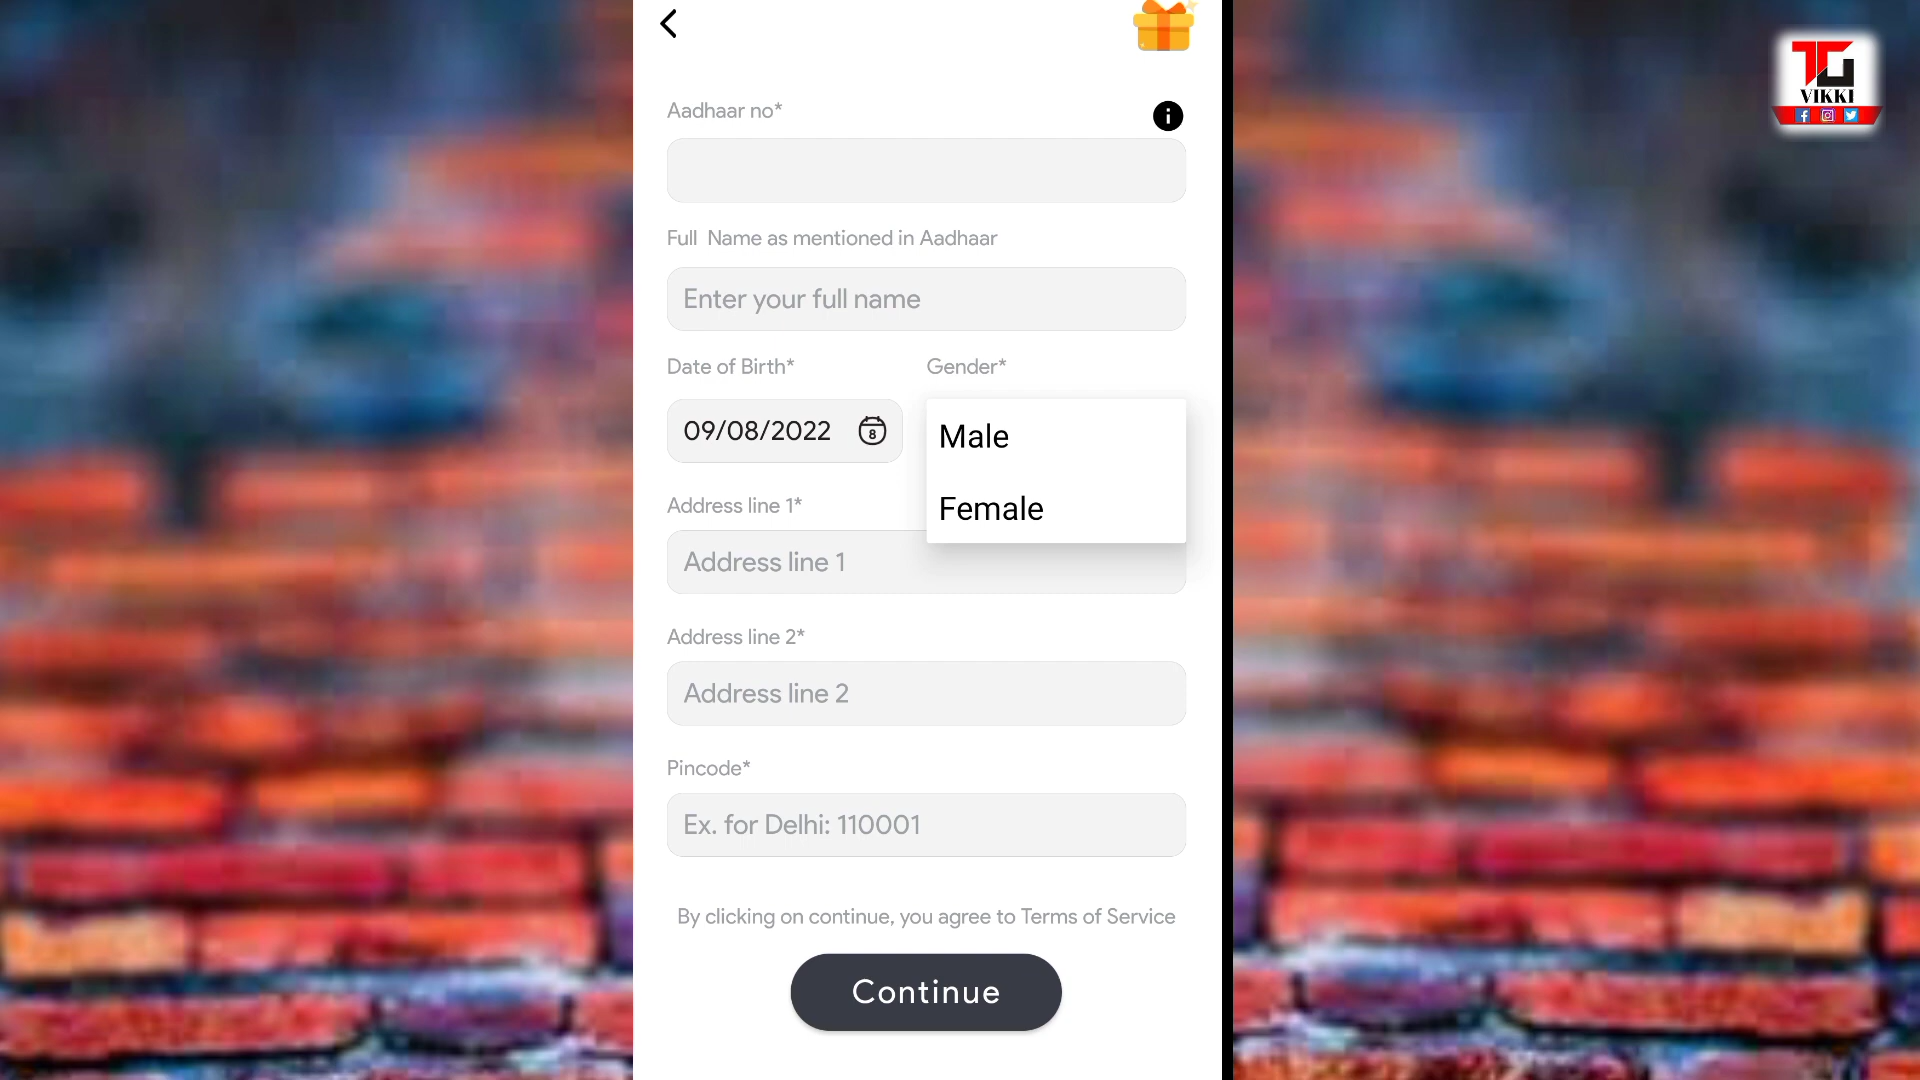 TG
VIKKI
Aadhaar no*
Full Name as mentioned in Aadhaar
Enter your full name
Date of Birth*
Gender*
09/08/2022
8
Male
Female
Address line 1*
Address line 1
Address line 2*
Address line 2
Pincode*
Ex. for Delhi: 110001
By clicking on continue, you agree to Terms of Service
Continue